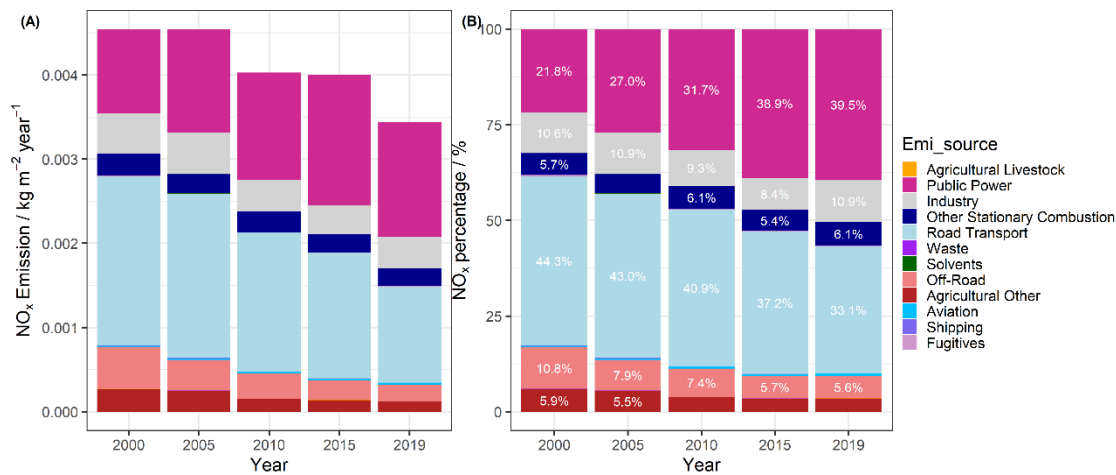 (A)
NOₓ Emission / kg m⁻² year⁻¹
0.004
0.003
0.002
0.001
0.000
2000 2005 2010 2015 2019
Year
(B)
NOₓ percentage / %
100
75
50
25
0
21.8% 27.0% 31.7% 38.9% 39.5%
10.6% 10.9% 9.3% 8.4% 10.9%
5.7% 6.1% 5.4% 6.1%
44.3% 43.0% 40.9% 37.2% 33.1%
10.8% 7.9% 7.4% 5.7% 5.6%
5.9% 5.5%
2000 2005 2010 2015 2019
Year
Emi_source
Agricultural Livestock
Public Power
Industry
Other Stationary Combustion
Road Transport
Waste
Solvents
Off-Road
Agricultural Other
Aviation
Shipping
Fugitives